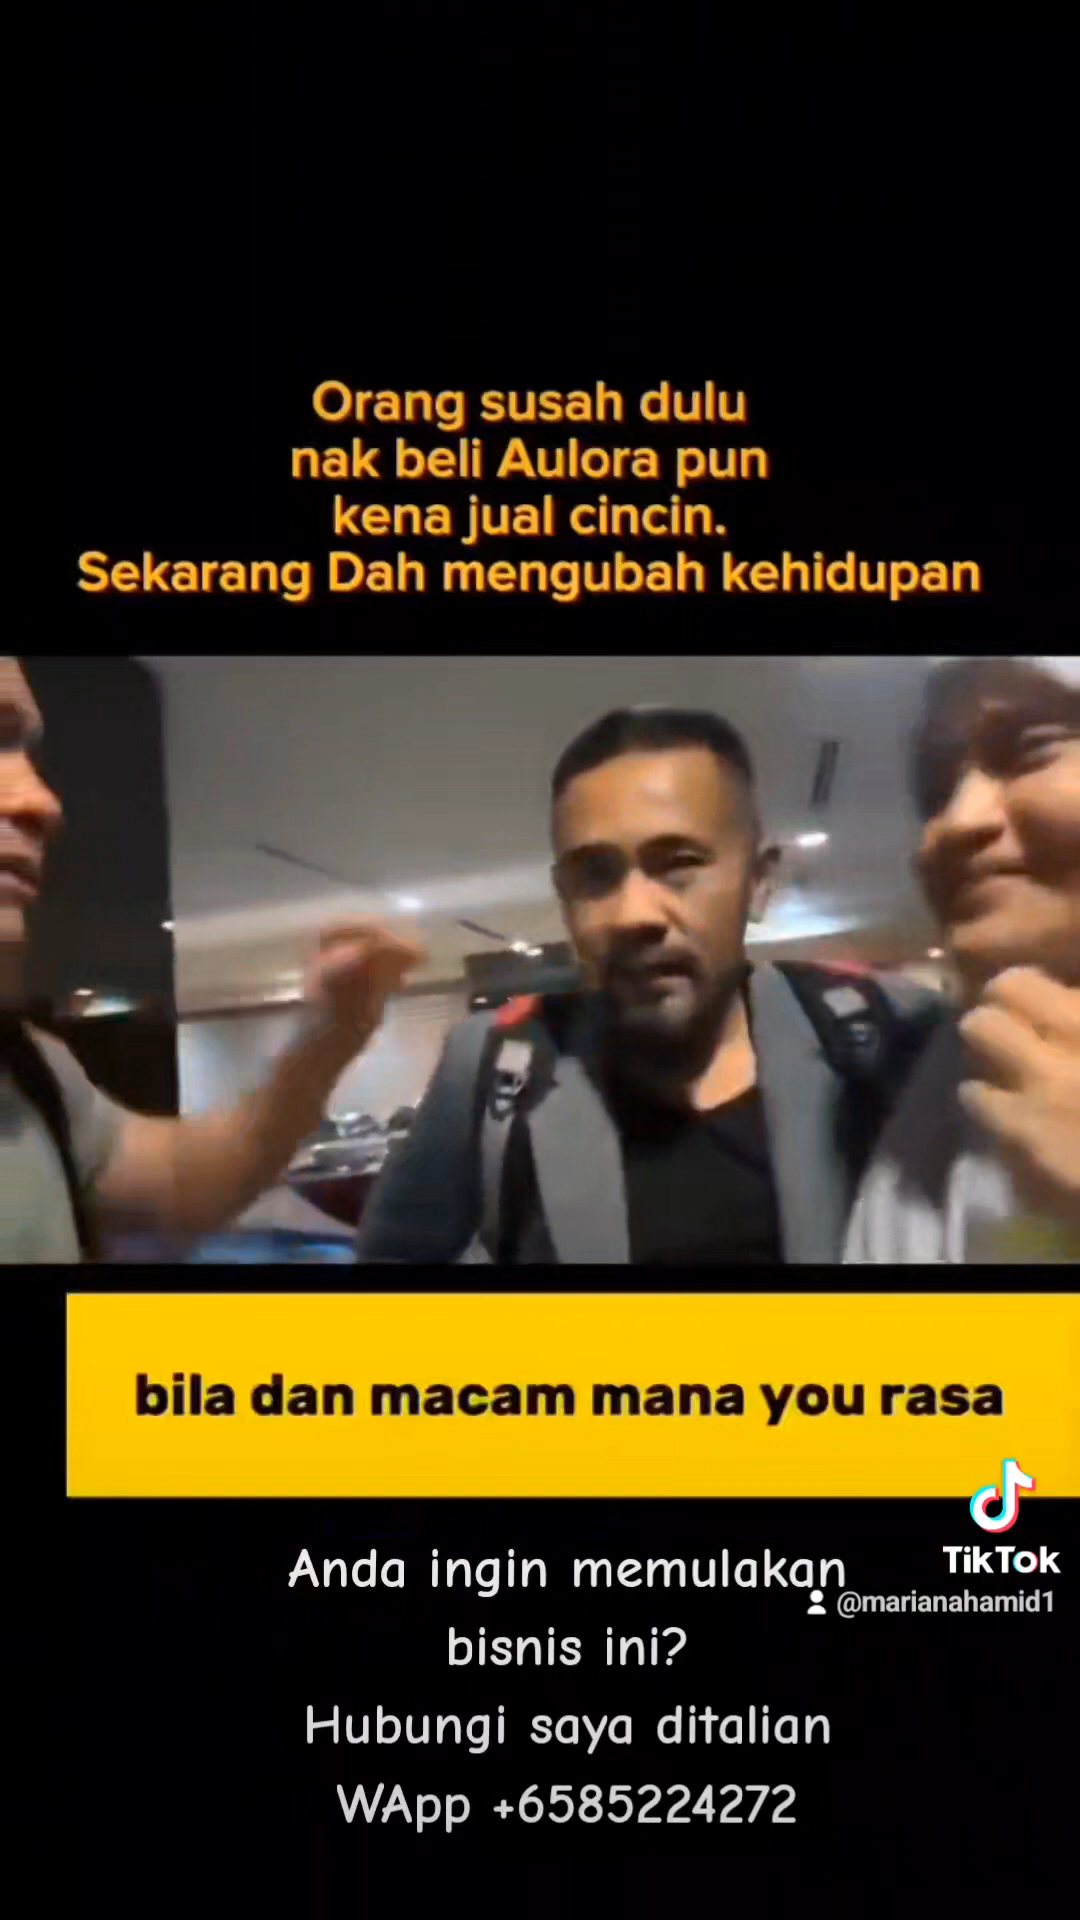 Orang susah dulu
nak beli Aulora pun
kena jual cincin.
Sekarang Dah mengubah kehidupan
bila dan macam mana you rasa
TikTok
@marianahamid1
Anda ingin memulakan
bisnis ini?
Hubungi saya ditalian
WApp +6585224272